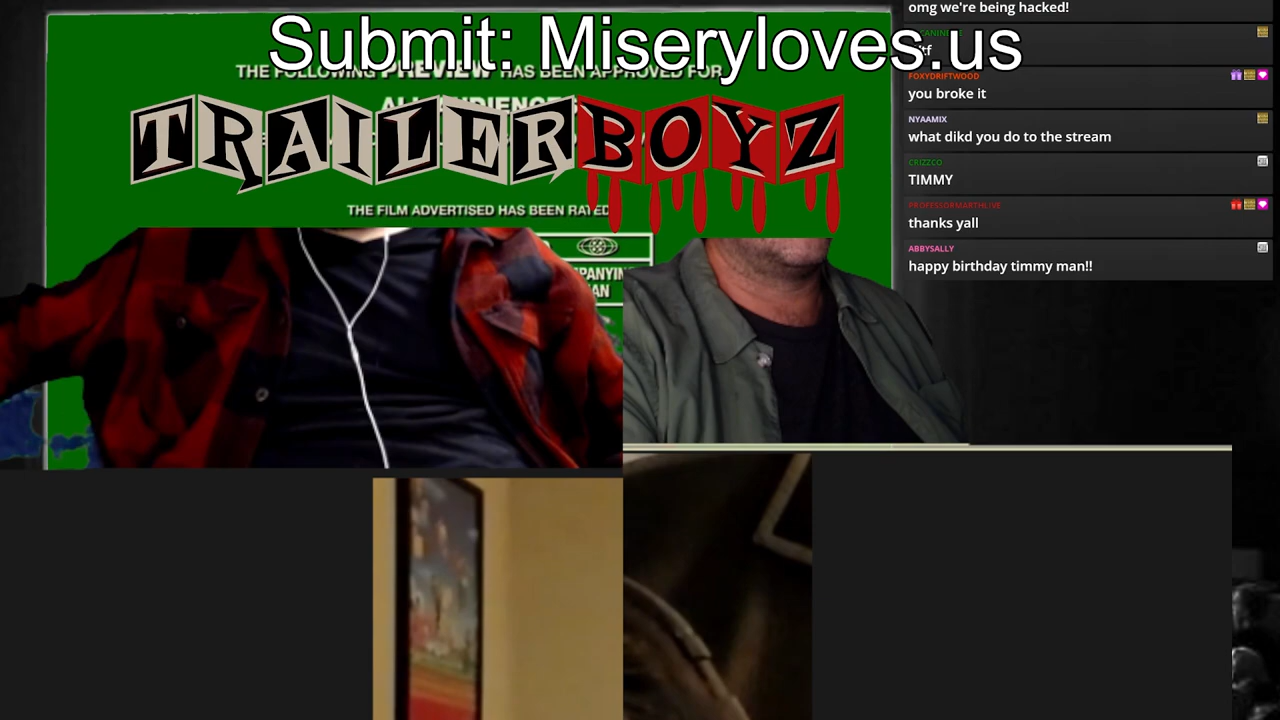 Submit: Miseryloves.us
THE FOLLOWING PREVIEW HAS BEEN APPROVED FOR
TRAILERBOYZ
THE FILM ADVERTISED HAS BEEN RATED
omg we're being hacked!
FOXYDRIFTWOOD
you broke it
NYAAMIX
what dikd you do to the stream
CRIZZCO
TIMMY
PROFESSORMARTHLIVE
thanks yall
ABBYSALLY
happy birthday timmy man!!